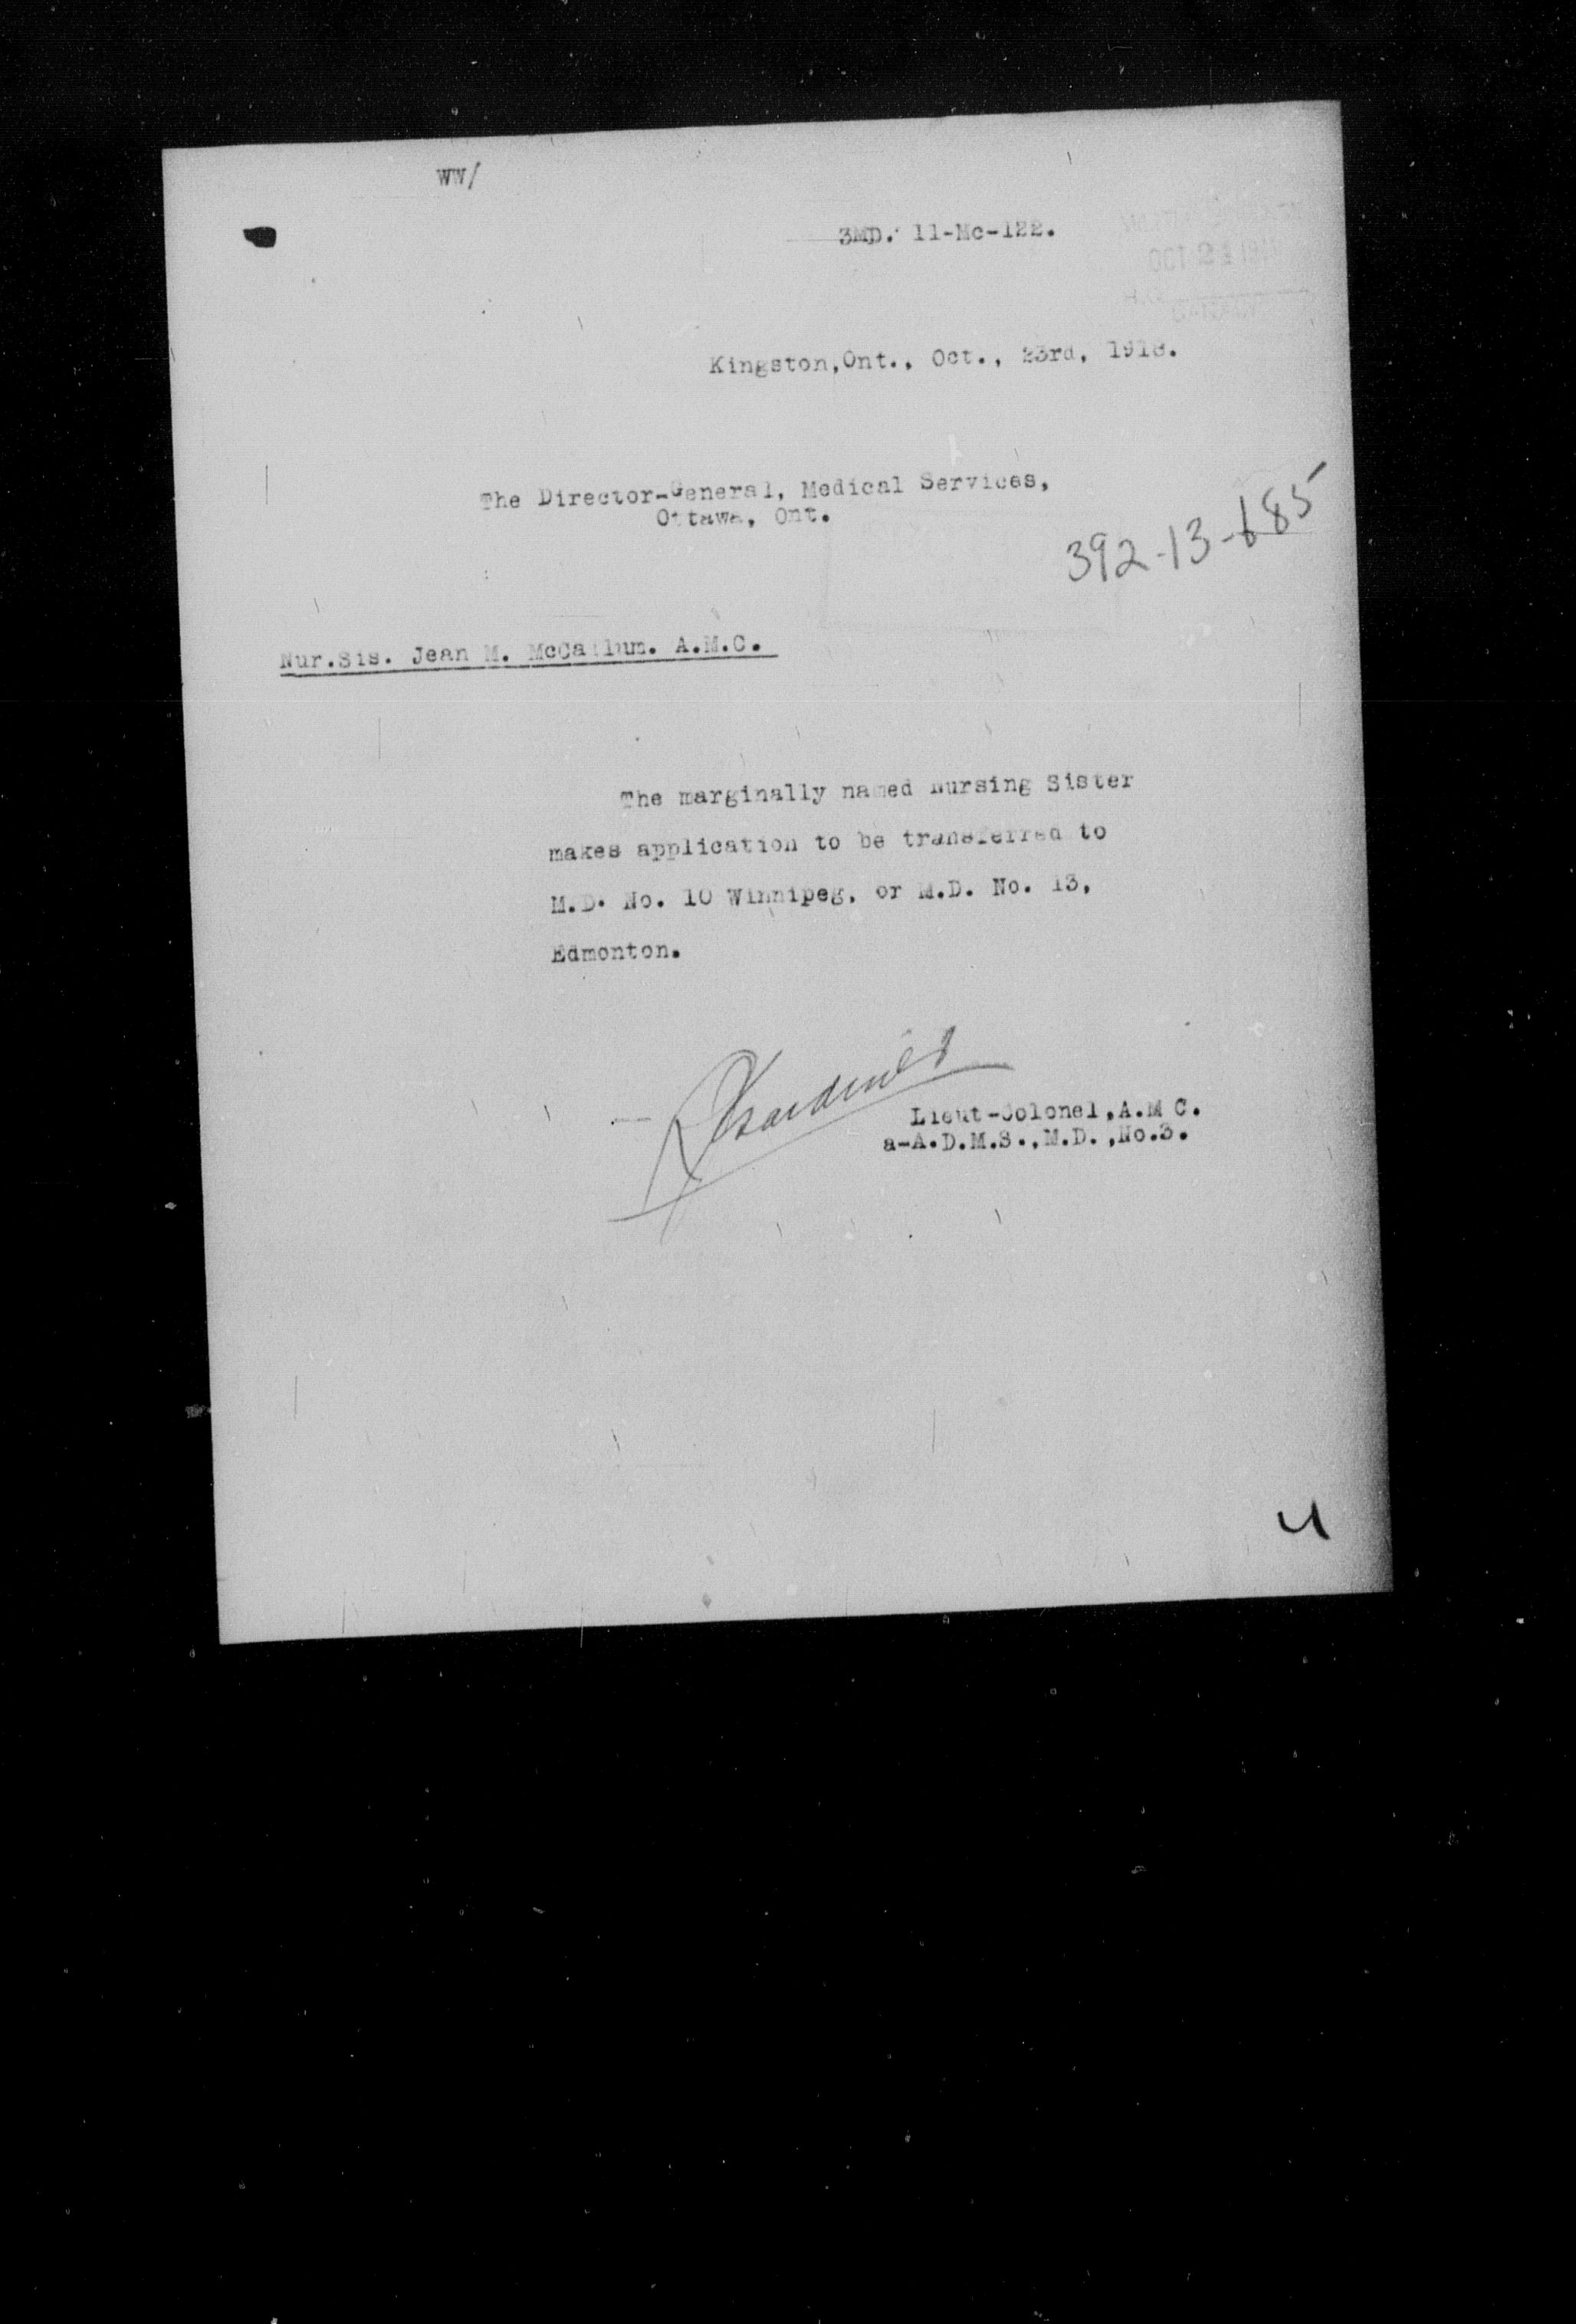 WW/
3MD. 11-Mc-122.
Kingston,Ont., Oct., 23rd, 1918.
The Director-General, Medical Services,
Ottawa, Ont.
392-13-685
Nur.Sis. Jean M. McCallum. A.M.C.
The marginally named Nursing Sister
makes application to be transferred to
M.D. No. 10 Winnipeg, or M.D. No. 13,
Edmonton.
Lieut-Colonel,A.M C.
a-A.D.M.S.,M.D.,No.3.